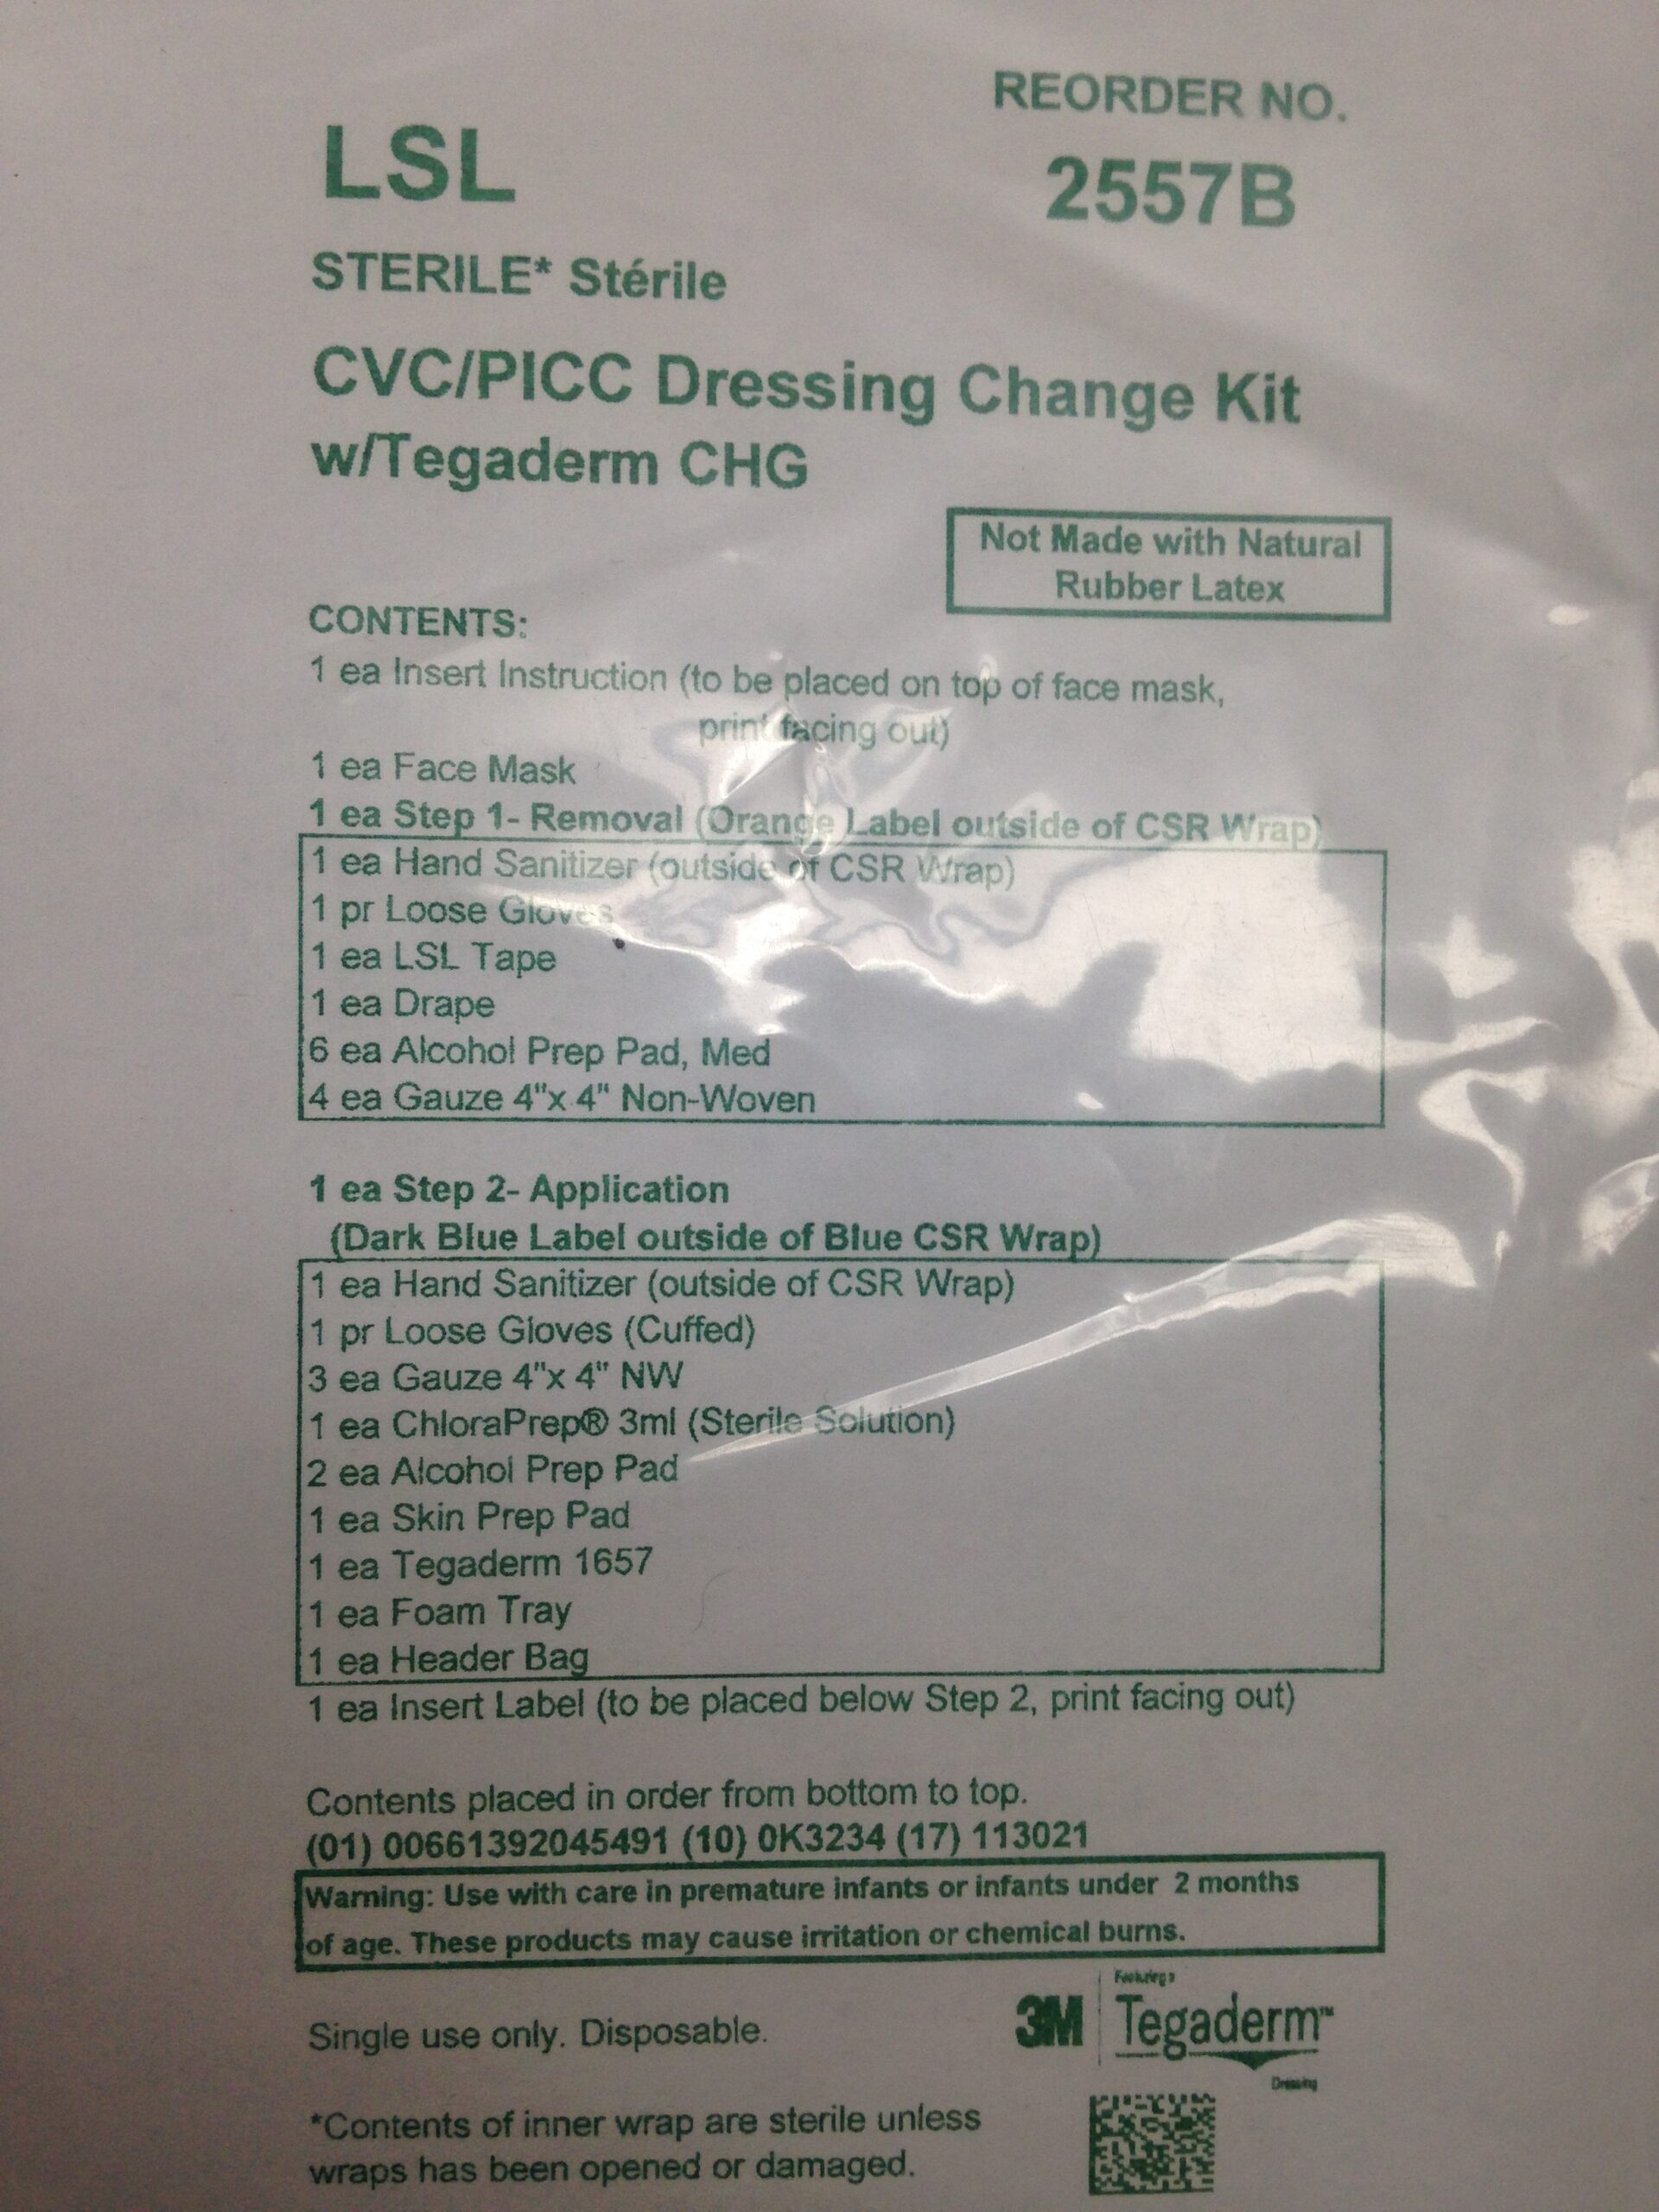 REORDER NO.
LSL
2557B
STERILE* Stérile
CVC/PICC Dressing Change Kit
w/Tegaderm CHG
Not Made with Natural
Rubber Latex
CONTENTS:
1 ea Insert Instruction (to be placed on top of face mask,
print facing out)
1 ea Face Mask
1 ea Step 1- Removal (Orange Label outside of CSR Wrap)
1 ea Hand Sanitizer (outside of CSR Wrap)
1 pr Loose Gloves
1 ea LSL Tape
1 ea Drape
6 ea Alcohol Prep Pad, Med
4 ea Gauze 4"x 4" Non-Woven
1 ea Step 2- Application
(Dark Blue Label outside of Blue CSR Wrap)
1 ea Hand Sanitizer (outside of CSR Wrap)
1 pr Loose Gloves (Cuffed)
3 ea Gauze 4"x 4" NW
1 ea ChloraPrep® 3ml (Sterile Solution)
2 ea Alcohol Prep Pad
1 ea Skin Prep Pad
1 ea Tegaderm 1657
1 ea Foam Tray
1 ea Header Bag
1 ea Insert Label (to be placed below Step 2, print facing out)
Contents placed in order from bottom to top.
(01) 00661392045491 (10) 0K3234 (17) 113021
Warning: Use with care in premature infants or infants under 2 months
of age. These products may cause irritation or chemical burns.
Single use only. Disposable.
3M
Tegaderm™
Dressing
*Contents of inner wrap are sterile unless
wraps has been opened or damaged.